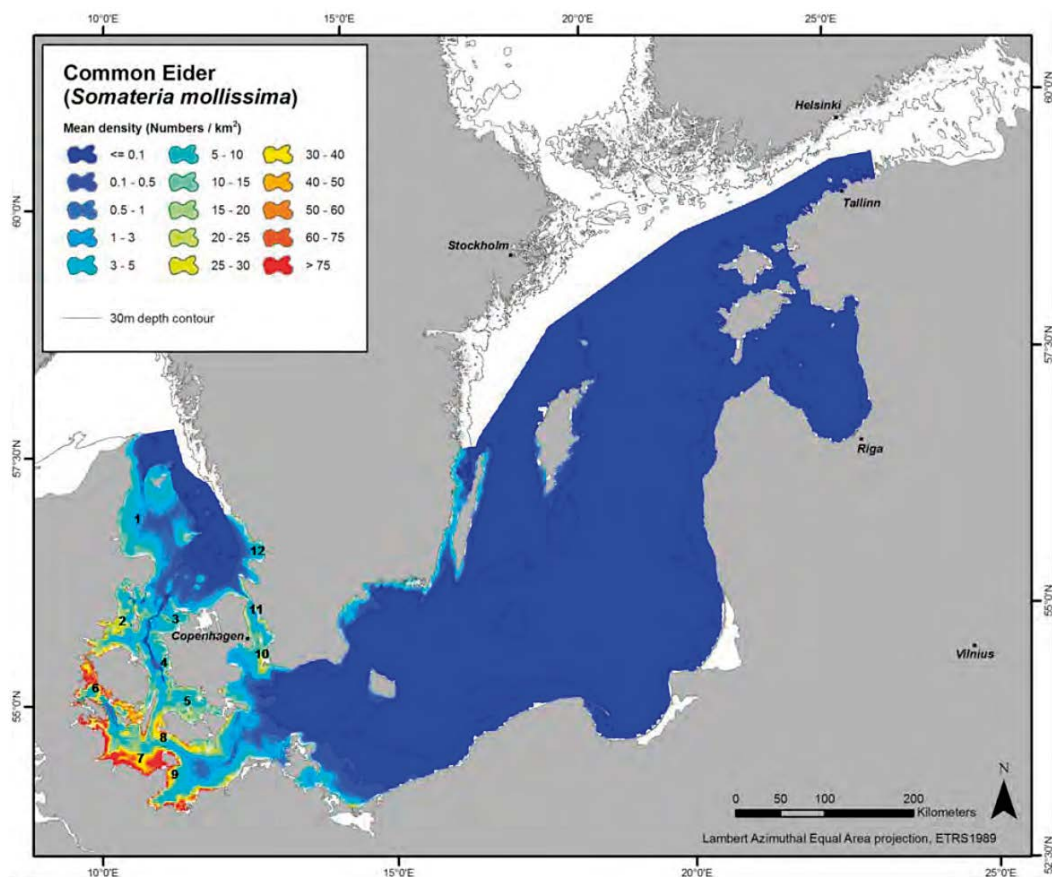 10°0'E 15°0'E 20°0'E 25°0'E
Common Eider
(Somateria mollissima)
Mean density (Numbers / km²)
<= 0.1 5 - 10 30 - 40
0.1 - 0.5 10 - 15 40 - 50
0.5 - 1 15 - 20 50 - 60
1 - 3 20 - 25 60 - 75
3 - 5 25 - 30 > 75
30m depth contour
Helsinki
60°0'N
Tallinn
60°0'N
Stockholm
57°30'N
Riga
57°30'N
1
12
2
3
11
Copenhagen
55°0'N
Vilnius
4
10
6
5
55°0'N
8
7
9
N
0 50 100 200
Kilometers
Lambert Azimuthal Equal Area projection, ETRS1989
52°30'N
10°0'E 15°0'E 20°0'E 25°0'E